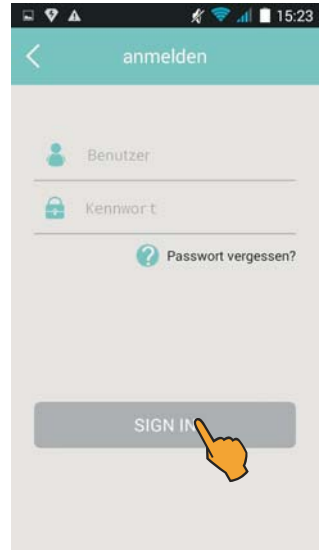 15:23
anmelden
Benutzer
Kennwort
Passwort vergessen?
SIGN IN